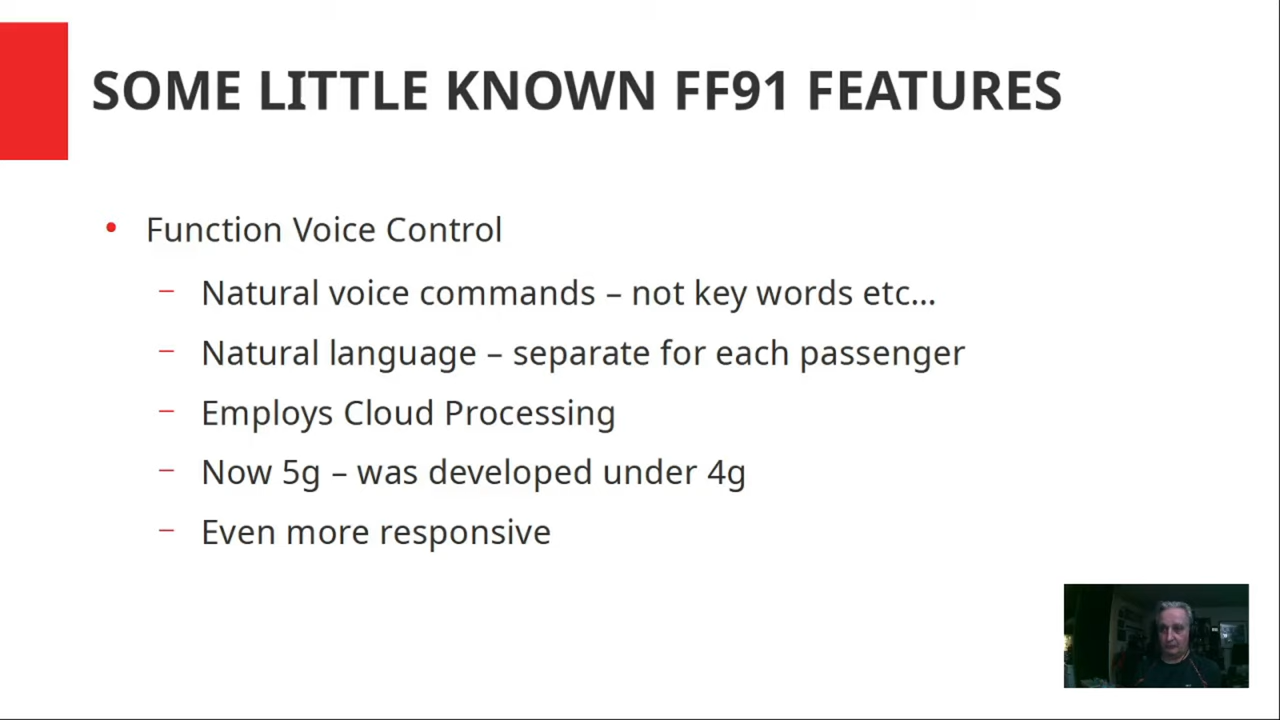 SOME LITTLE KNOWN FF91 FEATURES
• Function Voice Control
– Natural voice commands – not key words etc...
– Natural language – separate for each passenger
– Employs Cloud Processing
– Now 5g – was developed under 4g
– Even more responsive